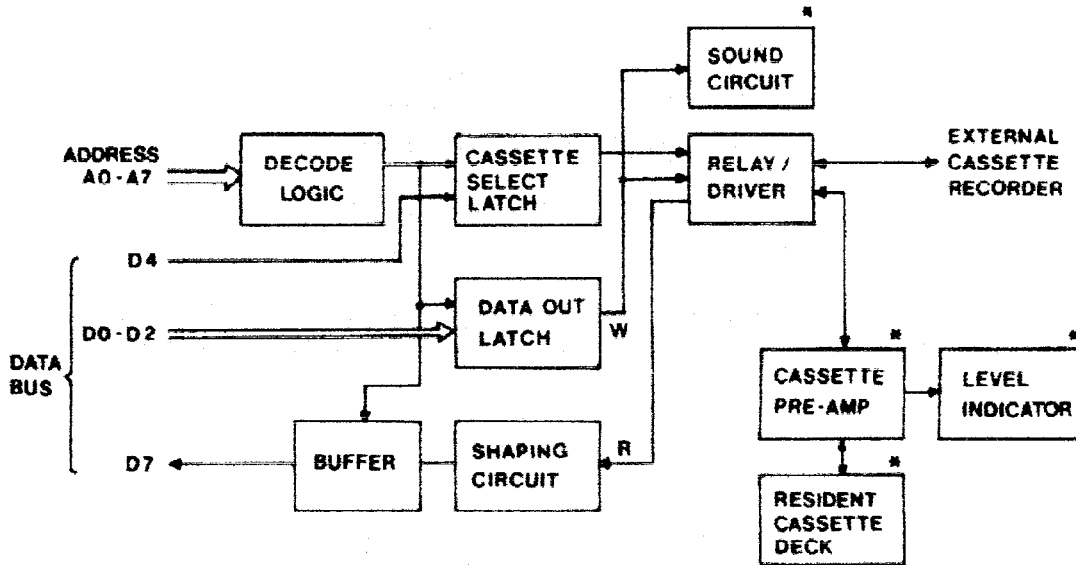 *
SOUND
CIRCUIT
ADDRESS
A0-A7
DECODE
LOGIC
CASSETTE
SELECT
LATCH
RELAY /
DRIVER
EXTERNAL
CASSETTE
RECORDER
D4
D0-D2
DATA
BUS
DATA OUT
LATCH
W
*
CASSETTE
PRE-AMP
*
LEVEL
INDICATOR
D7
BUFFER
SHAPING
CIRCUIT
R
*
RESIDENT
CASSETTE
DECK